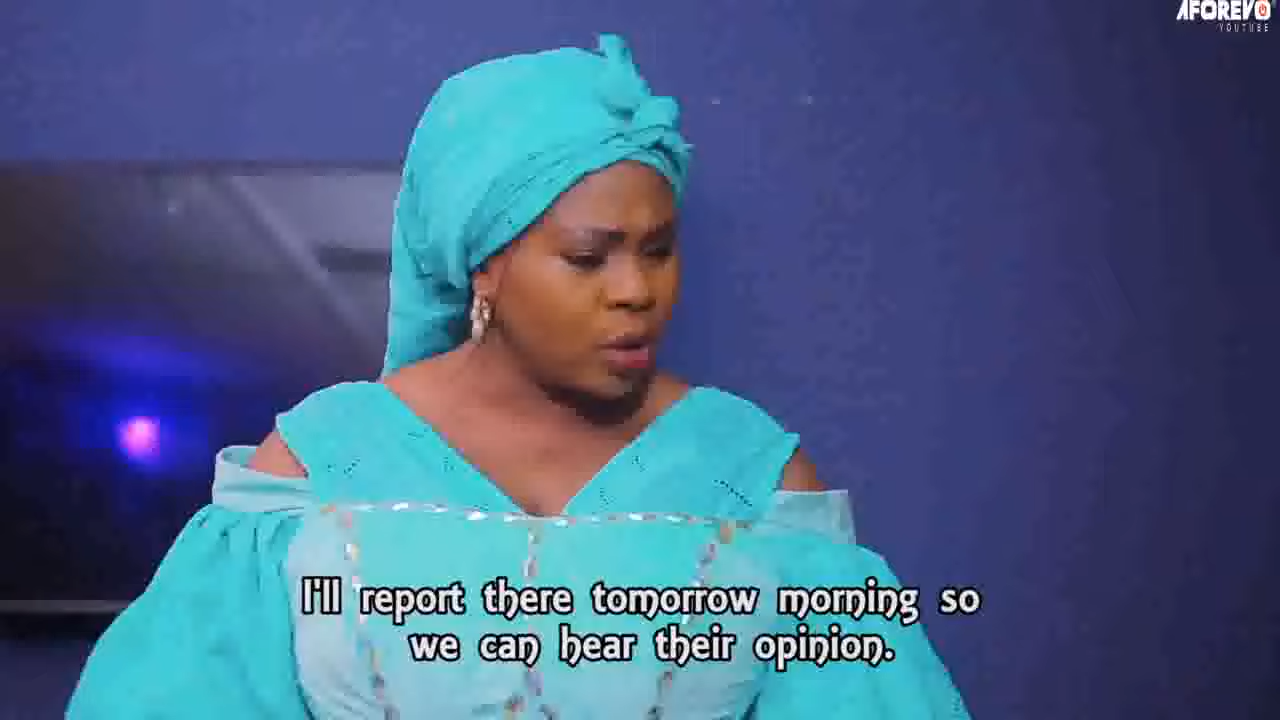 AFOREVO
YOUTUBE
I'll report there tomorrow morning so
we can hear their opinion.